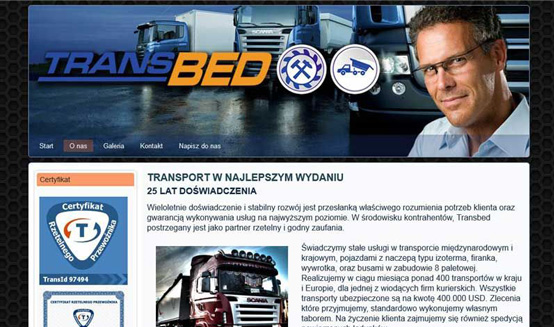 TRANSBED
Start O nas Galeria Kontakt Napisz do nas
Certyfikat
Certyfikat
Rzetelnego Przewoźnika
T
TransId 97494
CERTYFIKAT RZETELNEGO PRZEWOŹNIKA
TRANSPORT W NAJLEPSZYM WYDANIU
25 LAT DOŚWIADCZENIA
Wieloletnie doświadczenie i stabilny rozwój jest przesłanką właściwego rozumienia potrzeb klienta oraz
gwarancją wykonywania usług na najwyższym poziomie. W środowisku kontrahentów, Transbed
postrzegany jest jako partner rzetelny i godny zaufania.
SCANIA
Świadczymy stałe usługi w transporcie międzynarodowym i
krajowym, pojazdami z naczepą typu izoterma, firanka,
wywrotka, oraz busami w zabudowie 8 paletowej.
Realizujemy w ciągu miesiąca ponad 400 transportów w kraju
i Europie, dla jednej z wiodących firm kurierskich. Wszystkie
transporty ubezpieczone są na kwotę 400.000 USD. Zlecenia
które przyjmujemy, standardowo wykonujemy własnym
taborem. Na życzenie klienta zajmujemy się również spedycją